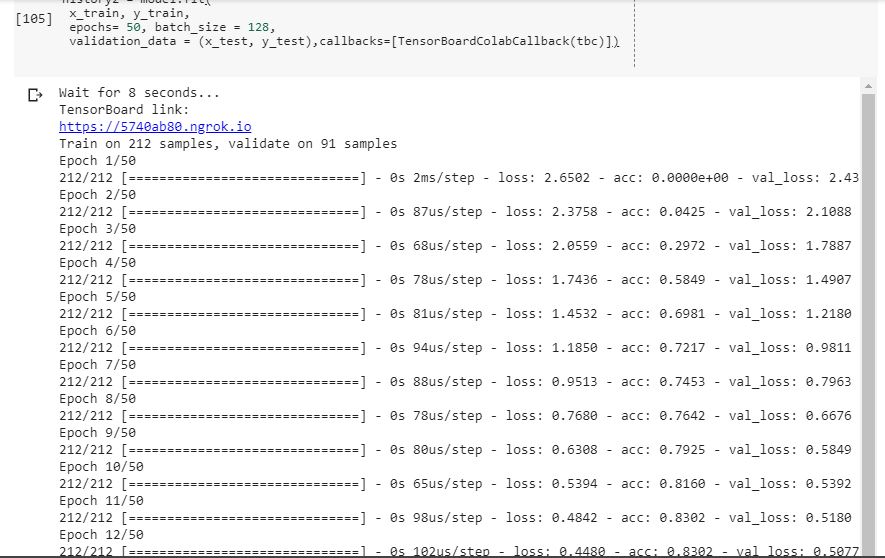 history2 = model.fit(
[105] x_train, y_train,
epochs= 50, batch_size = 128,
validation_data = (x_test, y_test),callbacks=[TensorBoardColabCallback(tbc)])
Wait for 8 seconds...
TensorBoard link:
https://5740ab80.ngrok.io
Train on 212 samples, validate on 91 samples
Epoch 1/50
212/212 [==============================] - 0s 2ms/step - loss: 2.6502 - acc: 0.0000e+00 - val_loss: 2.43
Epoch 2/50
212/212 [==============================] - 0s 87us/step - loss: 2.3758 - acc: 0.0425 - val_loss: 2.1088
Epoch 3/50
212/212 [==============================] - 0s 68us/step - loss: 2.0559 - acc: 0.2972 - val_loss: 1.7887
Epoch 4/50
212/212 [==============================] - 0s 78us/step - loss: 1.7436 - acc: 0.5849 - val_loss: 1.4907
Epoch 5/50
212/212 [==============================] - 0s 81us/step - loss: 1.4532 - acc: 0.6981 - val_loss: 1.2180
Epoch 6/50
212/212 [==============================] - 0s 94us/step - loss: 1.1850 - acc: 0.7217 - val_loss: 0.9811
Epoch 7/50
212/212 [==============================] - 0s 88us/step - loss: 0.9513 - acc: 0.7453 - val_loss: 0.7963
Epoch 8/50
212/212 [==============================] - 0s 78us/step - loss: 0.7680 - acc: 0.7642 - val_loss: 0.6676
Epoch 9/50
212/212 [==============================] - 0s 80us/step - loss: 0.6308 - acc: 0.7925 - val_loss: 0.5849
Epoch 10/50
212/212 [==============================] - 0s 65us/step - loss: 0.5394 - acc: 0.8160 - val_loss: 0.5392
Epoch 11/50
212/212 [==============================] - 0s 98us/step - loss: 0.4842 - acc: 0.8302 - val_loss: 0.5180
Epoch 12/50
212/212 [==============================] - 0s 102us/step - loss: 0.4480 - acc: 0.8302 - val_loss: 0.5077